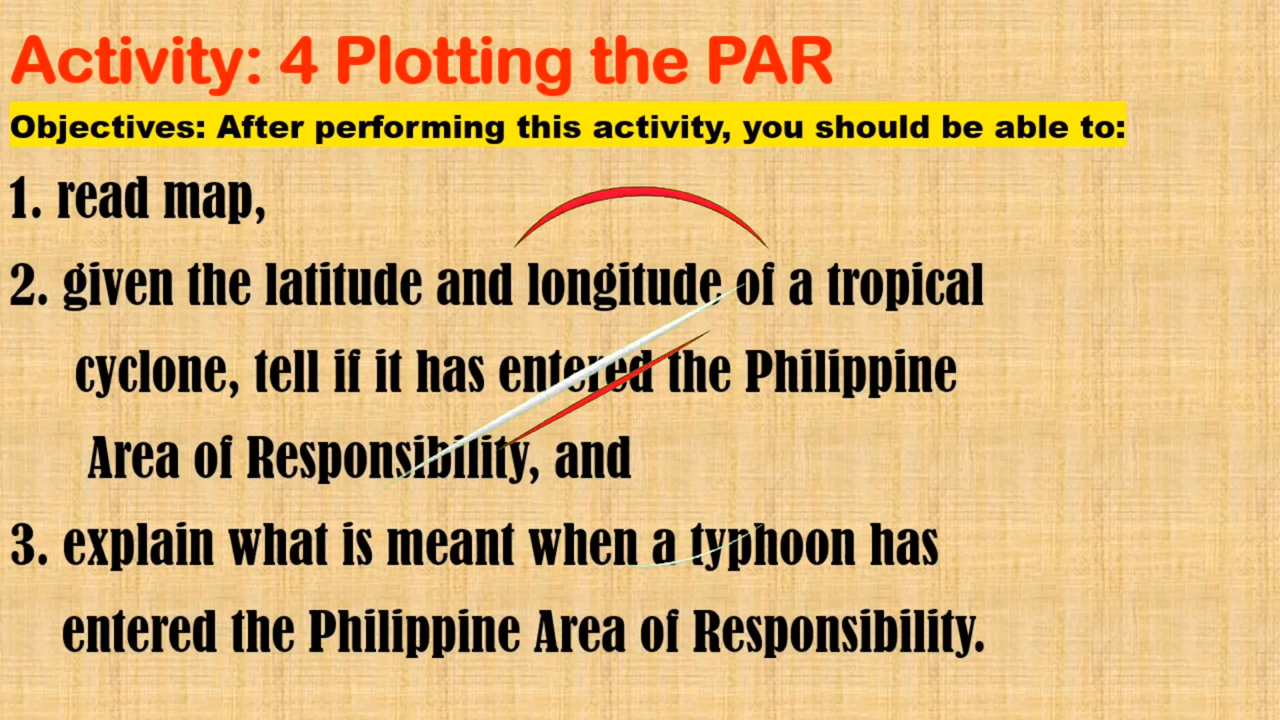 Activity: 4 Plotting the PAR
Objectives: After performing this activity, you should be able to:
1. read map,
2. given the latitude and longitude of a tropical
cyclone, tell if it has entered the Philippine
Area of Responsibility, and
3. explain what is meant when a typhoon has
entered the Philippine Area of Responsibility.